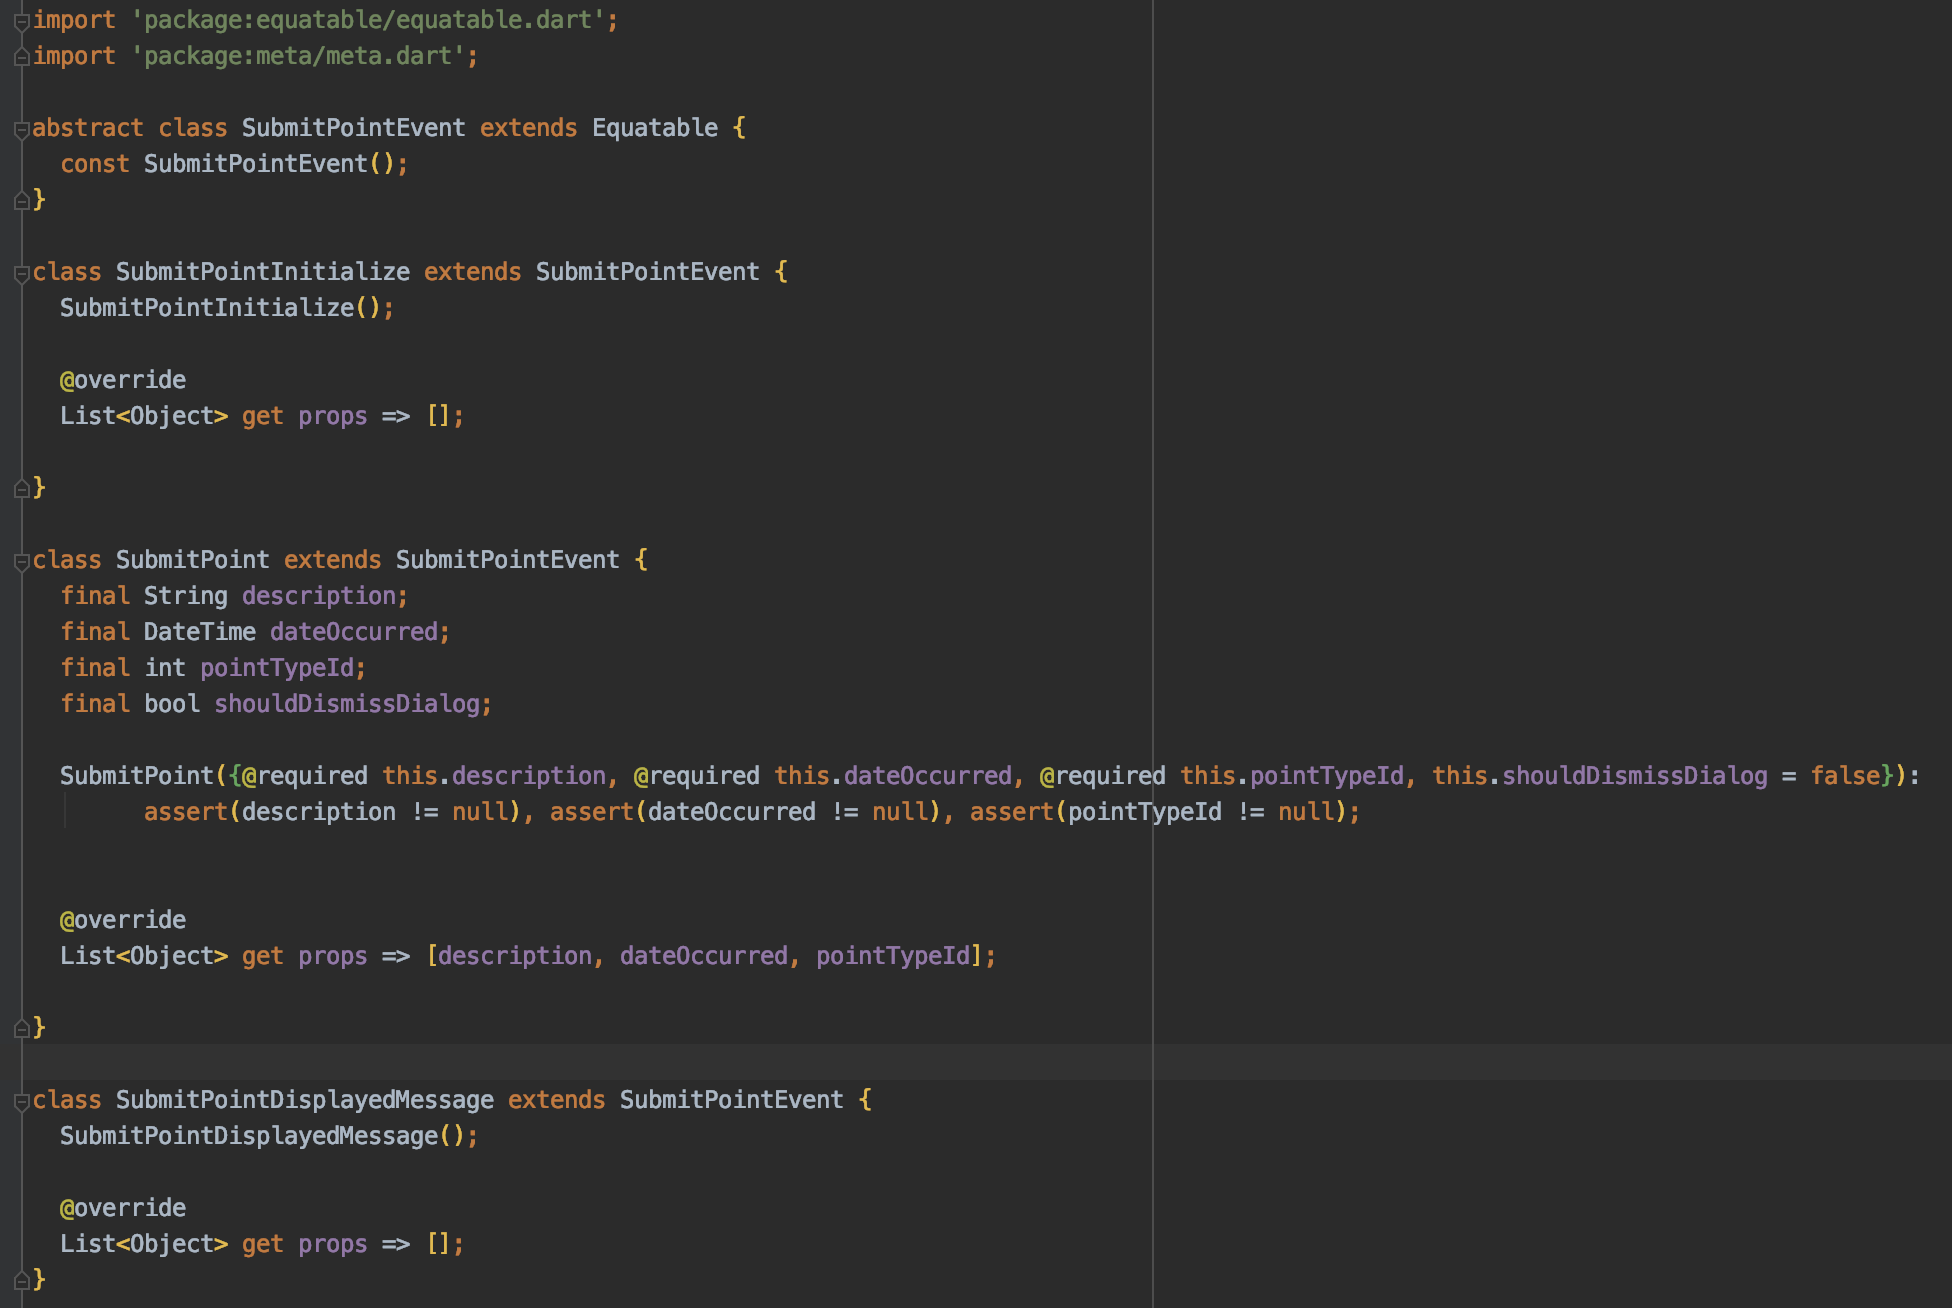 import 'package:equatable/equatable.dart';
import 'package:meta/meta.dart';

abstract class SubmitPointEvent extends Equatable {
  const SubmitPointEvent();
}

class SubmitPointInitialize extends SubmitPointEvent {
  SubmitPointInitialize();

  @override
  List<Object> get props => [];

}

class SubmitPoint extends SubmitPointEvent {
  final String description;
  final DateTime dateOccurred;
  final int pointTypeId;
  final bool shouldDismissDialog;

  SubmitPoint({@required this.description, @required this.dateOccurred, @required this.pointTypeId, this.shouldDismissDialog = false}):
        assert(description != null), assert(dateOccurred != null), assert(pointTypeId != null);


  @override
  List<Object> get props => [description, dateOccurred, pointTypeId];

}

class SubmitPointDisplayedMessage extends SubmitPointEvent {
  SubmitPointDisplayedMessage();

  @override
  List<Object> get props => [];
}